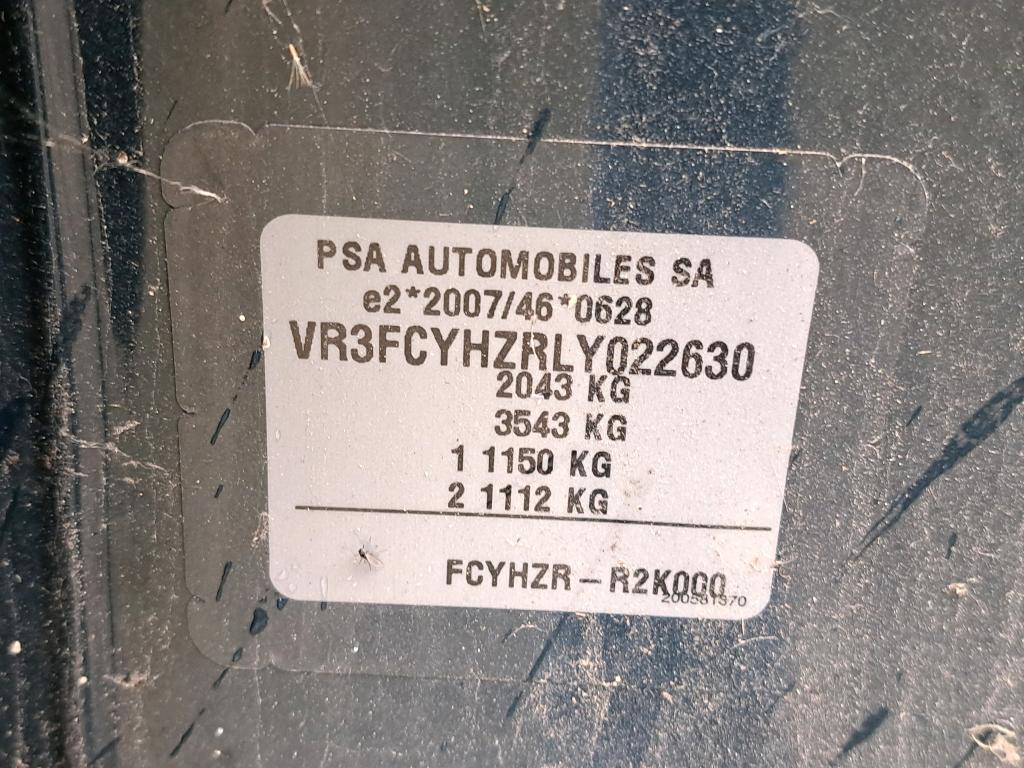 PSA AUTOMOBILES SA
e2*2007/46*0628
VR3FCYHZRLY022630
2043 KG
3543 KG
1 1150 KG
2 1112 KG
FCYHZR – R2K000